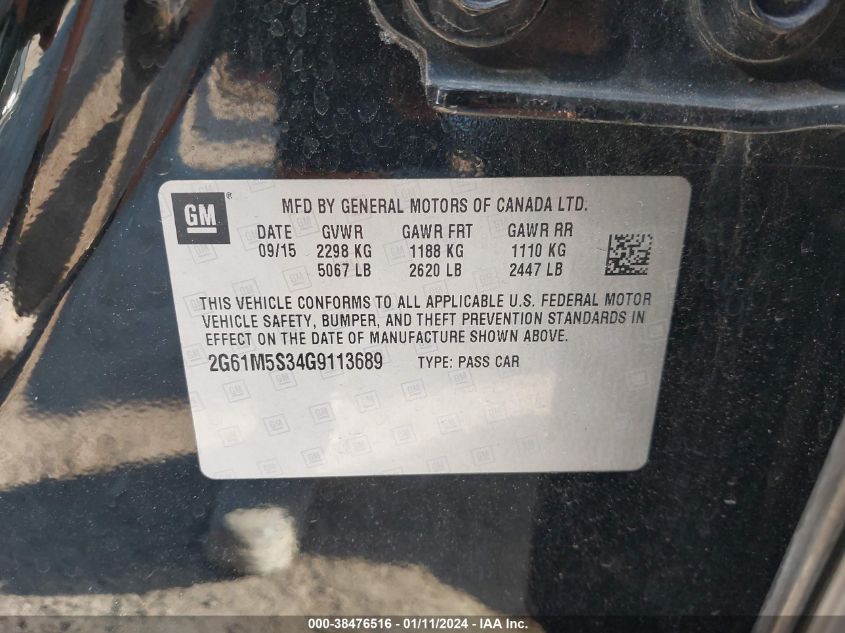 GM®
MFD BY GENERAL MOTORS OF CANADA LTD.
DATE GVWR GAWR FRT GAWR RR
09/15 2298 KG 1188 KG 1110 KG
5067 LB 2620 LB 2447 LB
THIS VEHICLE CONFORMS TO ALL APPLICABLE U.S. FEDERAL MOTOR
VEHICLE SAFETY, BUMPER, AND THEFT PREVENTION STANDARDS IN
EFFECT ON THE DATE OF MANUFACTURE SHOWN ABOVE.
2G61M5S34G9113689 TYPE: PASS CAR
000-38476516 - 01/11/2024 - IAA Inc.